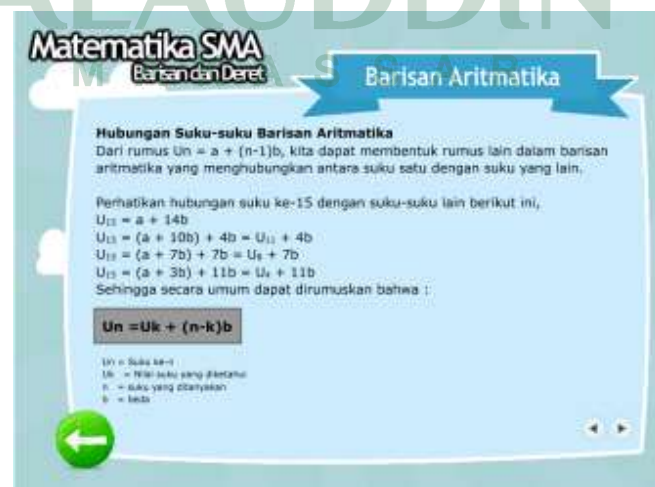 ALAUDDIN
M A K A S S A R
Matematika SMA
Barisan dan Deret
Barisan Aritmatika
Hubungan Suku-suku Barisan Aritmatika
Dari rumus Un = a + (n-1)b, kita dapat membentuk rumus lain dalam barisan
aritmatika yang menghubungkan antara suku satu dengan suku yang lain.
Perhatikan hubungan suku ke-15 dengan suku-suku lain berikut ini,
U₁₅ = a + 14b
U₁₅ = (a + 10b) + 4b = U₁₁ + 4b
U₁₅ = (a + 7b) + 7b = U₈ + 7b
U₁₅ = (a + 3b) + 11b = U₄ + 11b
Sehingga secara umum dapat dirumuskan bahwa :
Un =Uk + (n-k)b
Un = Suku ke-n
Uk = Nilai suku yang diketahui
n = suku yang ditanyakan
b = beda